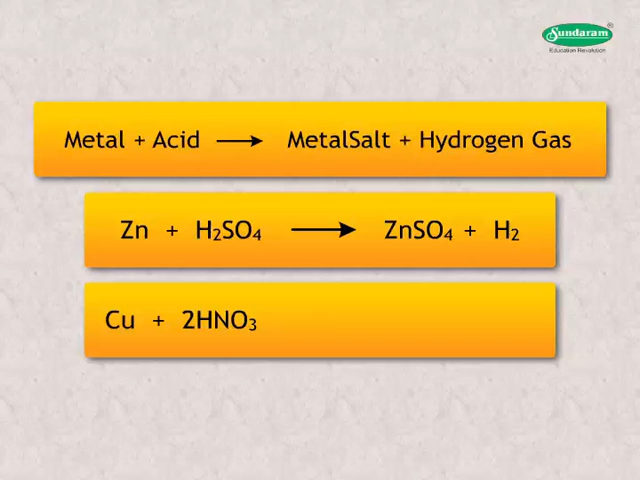 Sundaram®
Education Revolution
Metal + Acid ⟶ MetalSalt + Hydrogen Gas
Zn + H₂SO₄ ⟶ ZnSO₄ + H₂
Cu + 2HNO₃